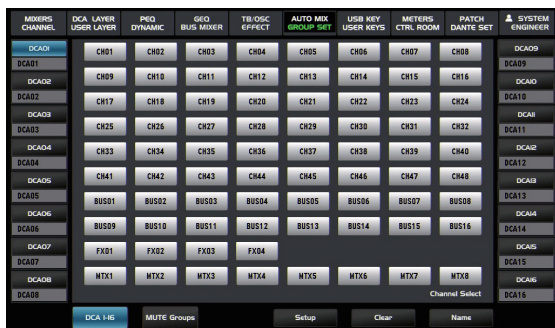 MIXERS DCA LAYER PEQ GEQ TB/OSC AUTO MIX USB KEY METERS PATCH SYSTEM
CHANNEL USER LAYER DYNAMIC BUS MIXER EFFECT GROUP SET USER KEYS CTRL ROOM DANTE SET ENGINEER
DCA01 CH01 CH02 CH03 CH04 CH05 CH06 CH07 CH08 DCA09
DCA01 DCA09
DCA02 CH09 CH10 CH11 CH12 CH13 CH14 CH15 CH16 DCA10
DCA02 CH17 CH18 CH19 CH20 CH21 CH22 CH23 CH24 DCA10
DCA03 CH25 CH26 CH27 CH28 CH29 CH30 CH31 CH32 DCA11
DCA03 DCA11
DCA04 CH33 CH34 CH35 CH36 CH37 CH38 CH39 CH40 DCA12
DCA04 DCA12
DCA05 CH41 CH42 CH43 CH44 CH45 CH46 CH47 CH48 DCA13
DCA05 BUS01 BUS02 BUS03 BUS04 BUS05 BUS06 BUS07 BUS08 DCA13
DCA06 DCA14
DCA06 BUS09 BUS10 BUS11 BUS12 BUS13 BUS14 BUS15 BUS16 DCA14
DCA07 FX01 FX02 FX03 FX04 DCA15
DCA07 DCA15
DCA08 MTX1 MTX2 MTX3 MTX4 MTX5 MTX6 MTX7 MTX8 DCA16
DCA08 Channel Select DCA16
DCA 1-16 MUTE Groups Setup Clear Name